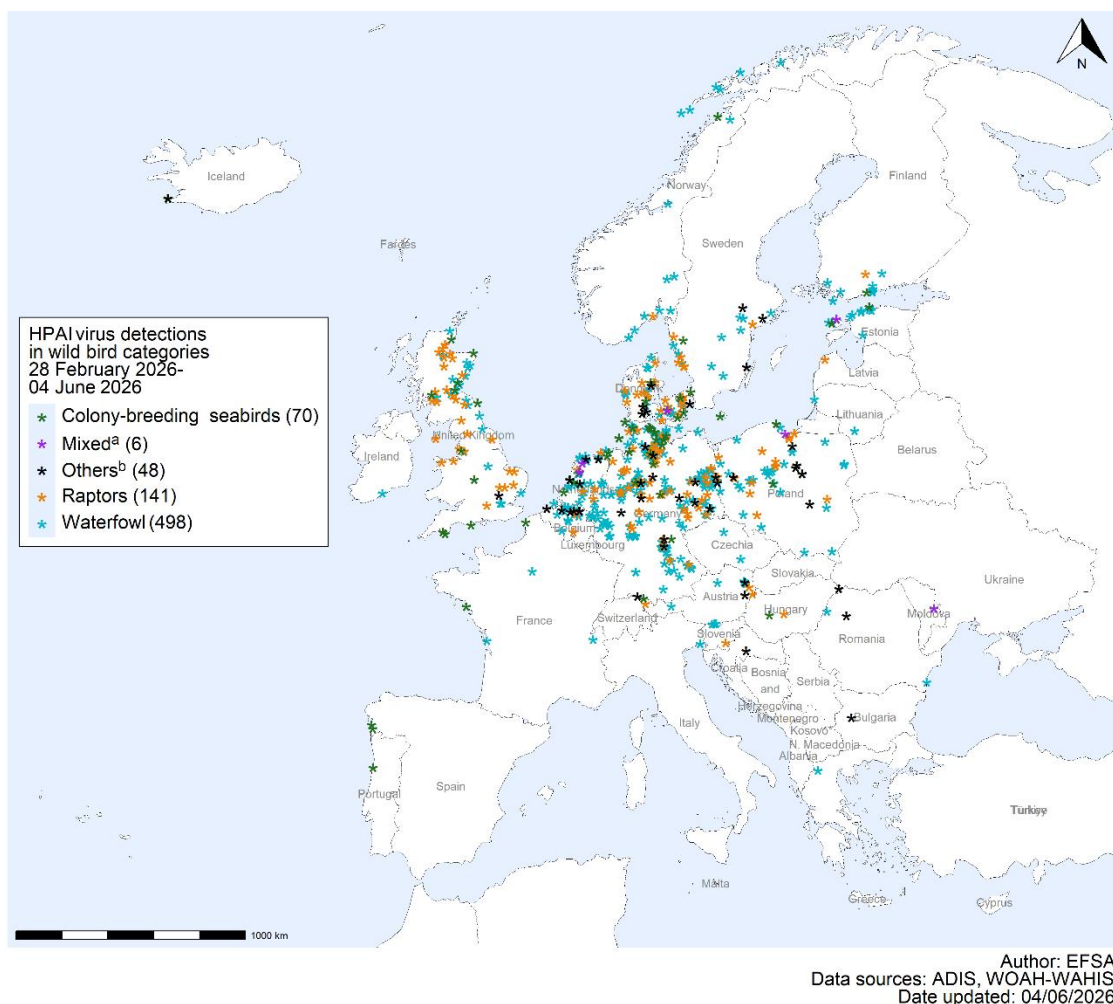 N
Iceland
Norway
Finland
Sweden
HPAI virus detections
in wild bird categories
28 February 2026-
04 June 2026
Colony-breeding seabirds (70)
Mixedᵃ (6)
Othersᵇ (48)
Raptors (141)
Waterfowl (498)
Estonia
Latvia
Denmark
Lithuania
United Kingdom
Ireland
Belarus
Poland
Germany
Belgium
Luxembourg
Czechia
Slovakia
Ukraine
Austria
Hungary
Moldova
France
Switzerland
Slovenia
Romania
Croatia
Bosnia
and
Herzegovina
Serbia
Montenegro
Kosovo
Bulgaria
Italy
N. Macedonia
Albania
Portugal
Spain
Malta
Greece
Cyprus
1000 km
Author: EFSA
Data sources: ADIS, WOAH-WAHIS
Date updated: 04/06/2026